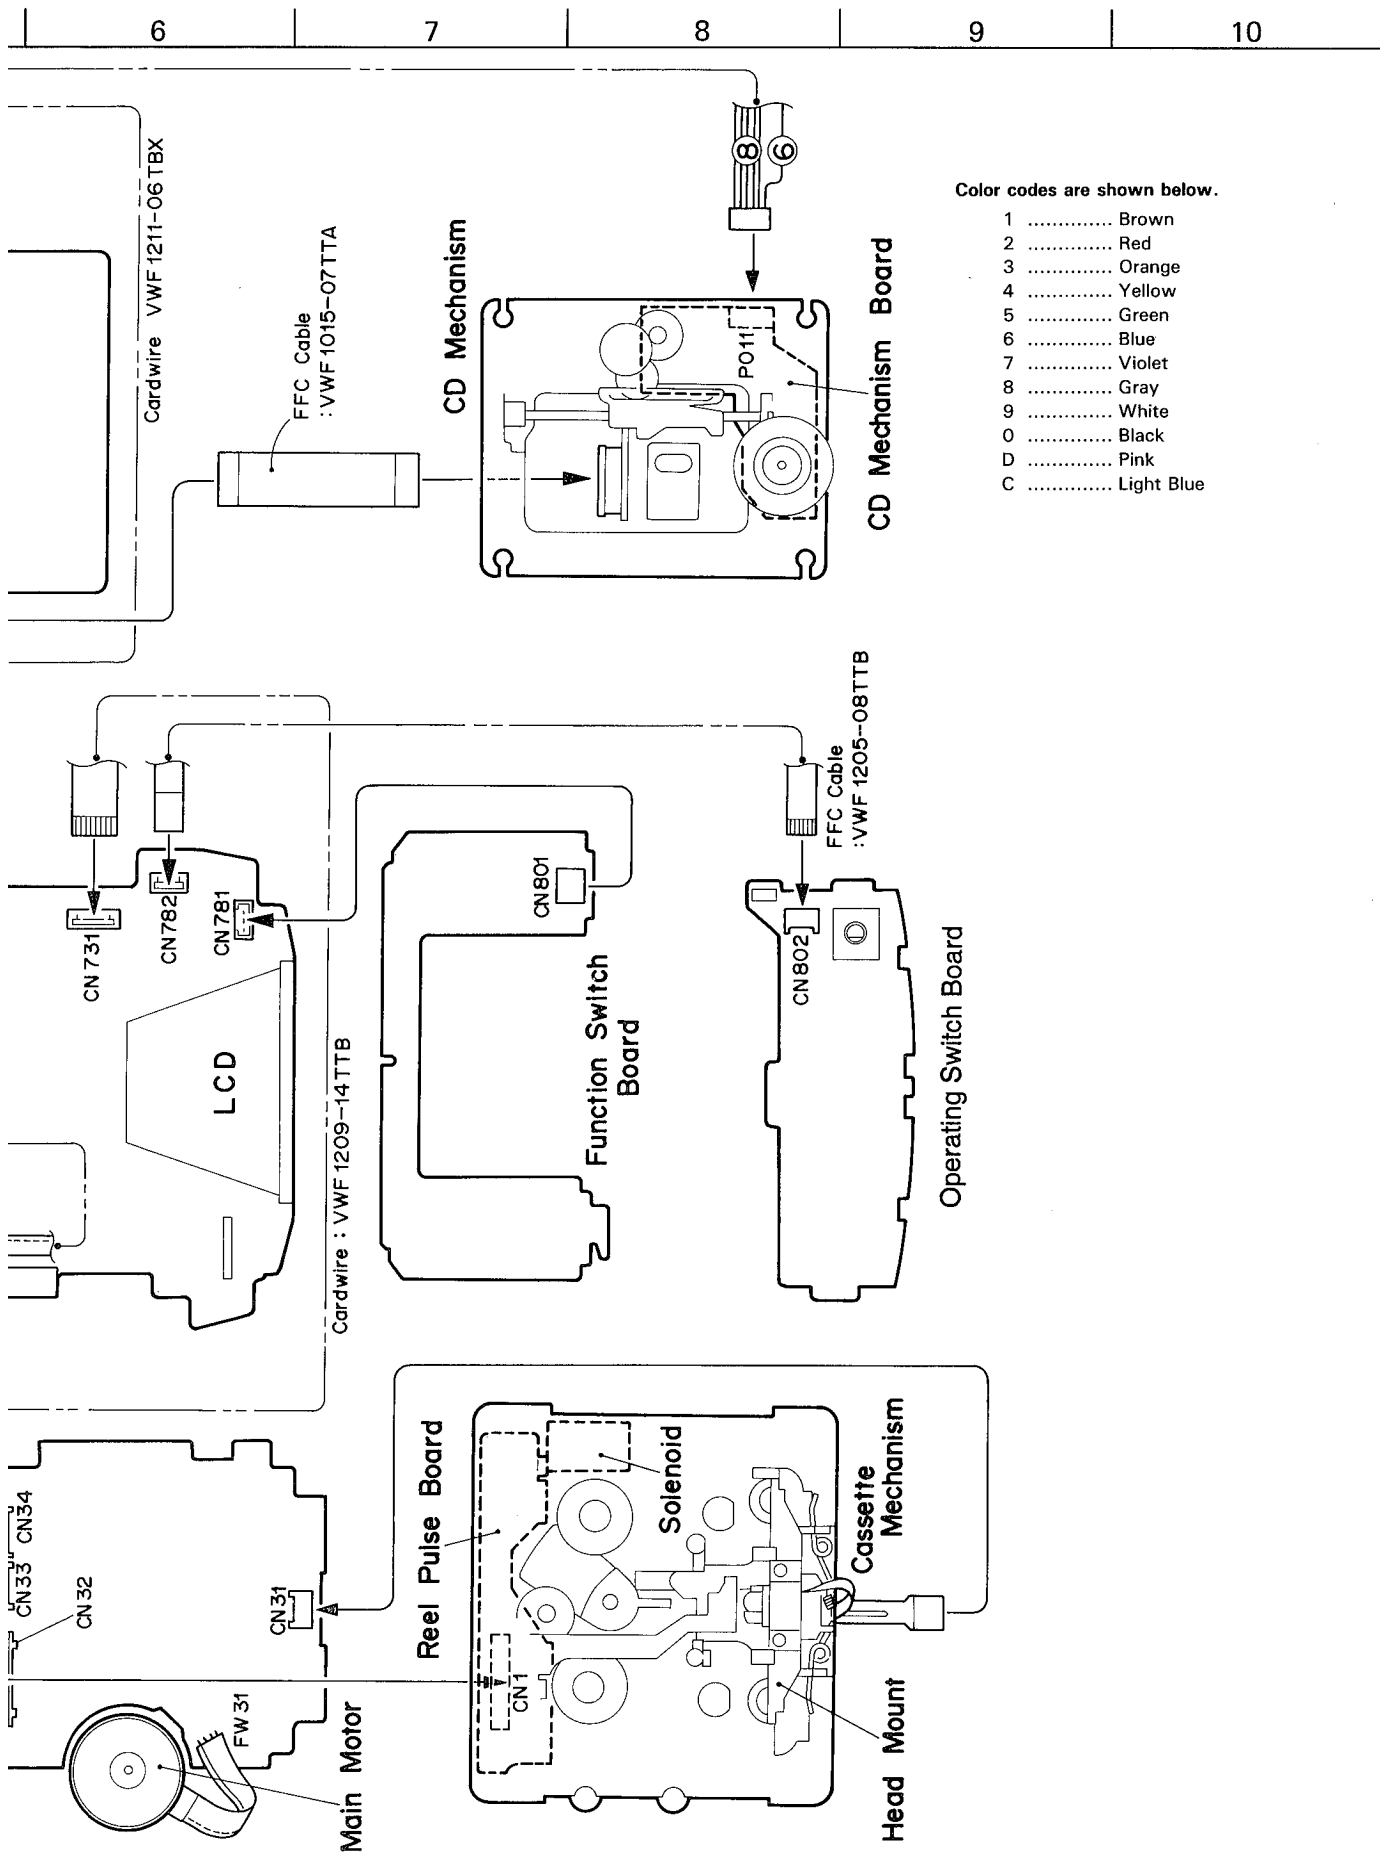 6
7
8
9
10
Cardwire VWF1211-06TBX
FFC Cable
:VWF1015-07TTA
CD Mechanism
8
6
P011
CD Mechanism Board
Color codes are shown below.
1 .............. Brown
2 .............. Red
3 .............. Orange
4 .............. Yellow
5 .............. Green
6 .............. Blue
7 .............. Violet
8 .............. Gray
9 .............. White
0 .............. Black
D .............. Pink
C .............. Light Blue
CN731
CN782
CN781
LCD
Cardwire : VWF1209-14TTB
CN801
Function Switch
Board
FFC Cable
:VWF1205-08TTB
CN802
Operating Switch Board
CN34
CN33
CN32
CN31
FW31
Main Motor
Reel Pulse Board
CN1
Solenoid
Cassette
Mechanism
Head Mount